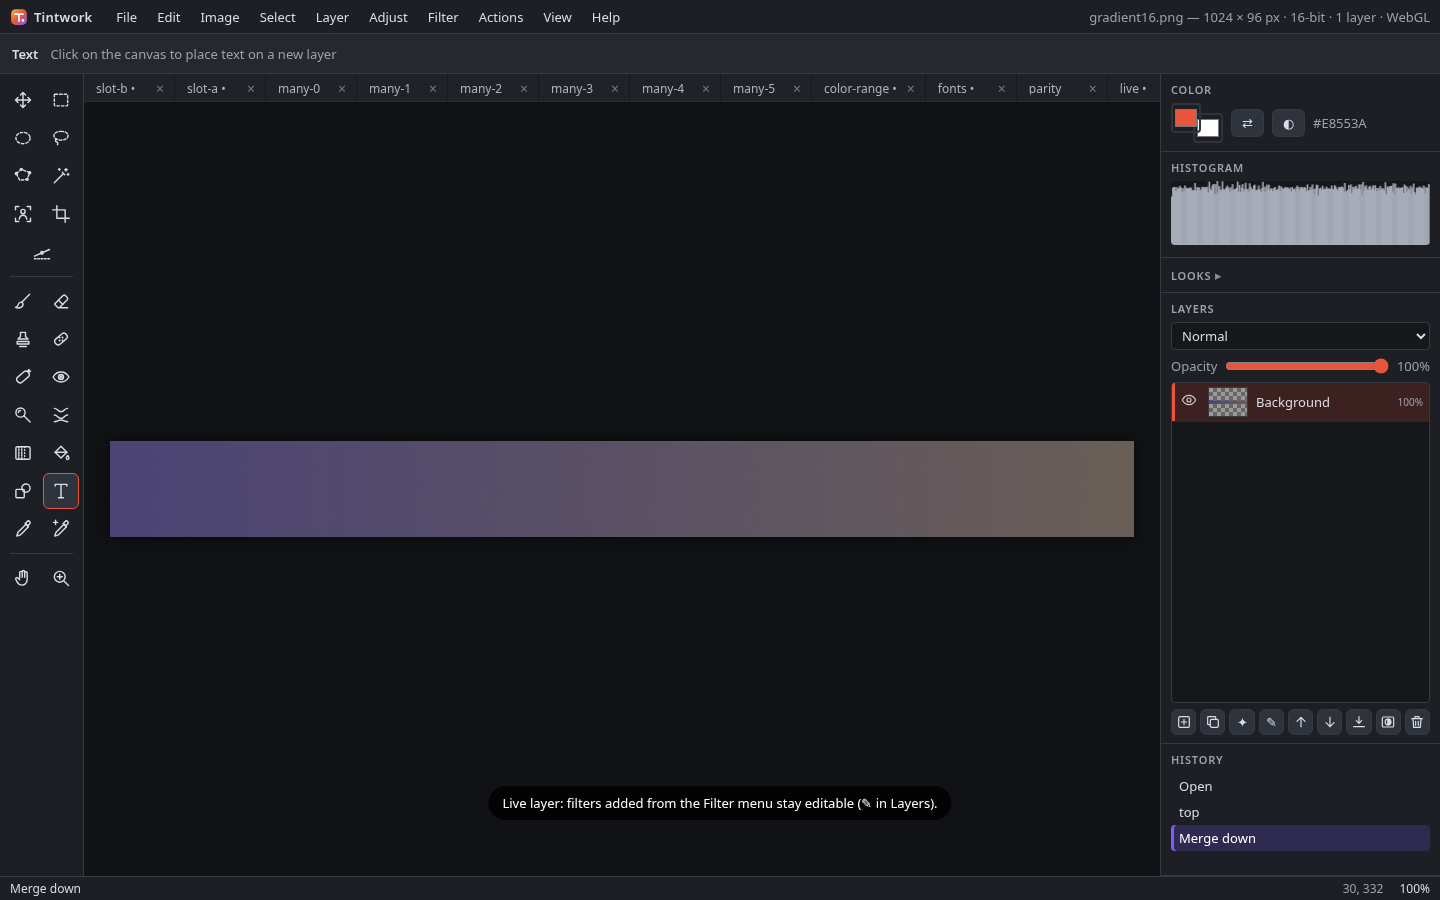 Tintwork File Edit Image Select Layer Adjust Filter Actions View Help gradient16.png — 1024 × 96 px · 16-bit · 1 layer · WebGL
Text Click on the canvas to place text on a new layer
slot-b • × slot-a • × many-0 × many-1 × many-2 × many-3 × many-4 × many-5 × color-range • × fonts • × parity × live •
COLOR
#E8553A
HISTOGRAM
LOOKS ▸
LAYERS
Normal
Opacity 100%
Background 100%
HISTORY
Open
top
Merge down
Live layer: filters added from the Filter menu stay editable (✎ in Layers).
Merge down 30, 332 100%